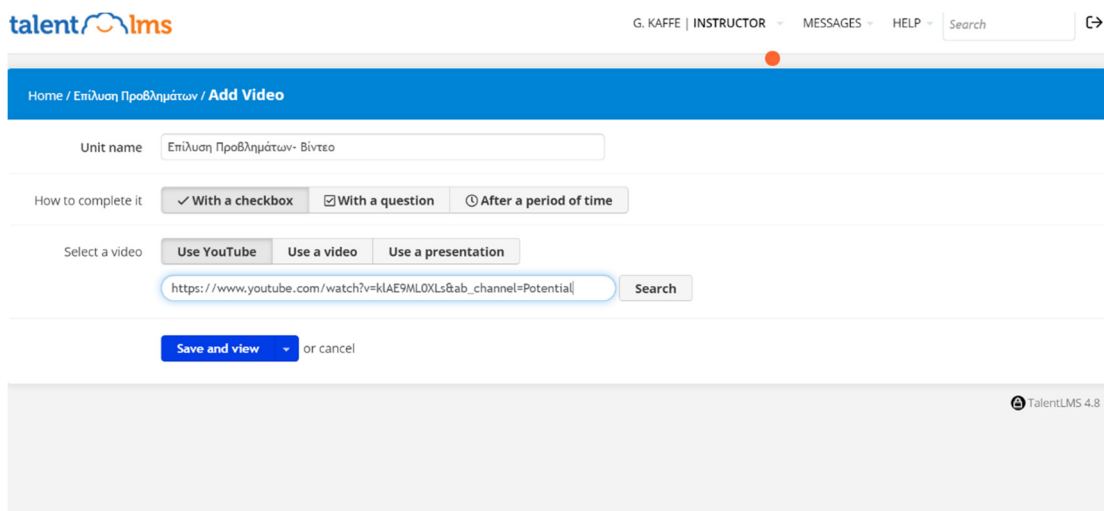 talent lms
G. KAFFE | INSTRUCTOR MESSAGES HELP Search
Home / Επίλυση Προβλημάτων / Add Video
Unit name Επίλυση Προβλημάτων- Βίντεο
How to complete it With a checkbox With a question After a period of time
Select a video Use YouTube Use a video Use a presentation
https://www.youtube.com/watch?v=klAE9ML0XLs&ab_channel=Potential Search
Save and view or cancel
TalentLMS 4.8